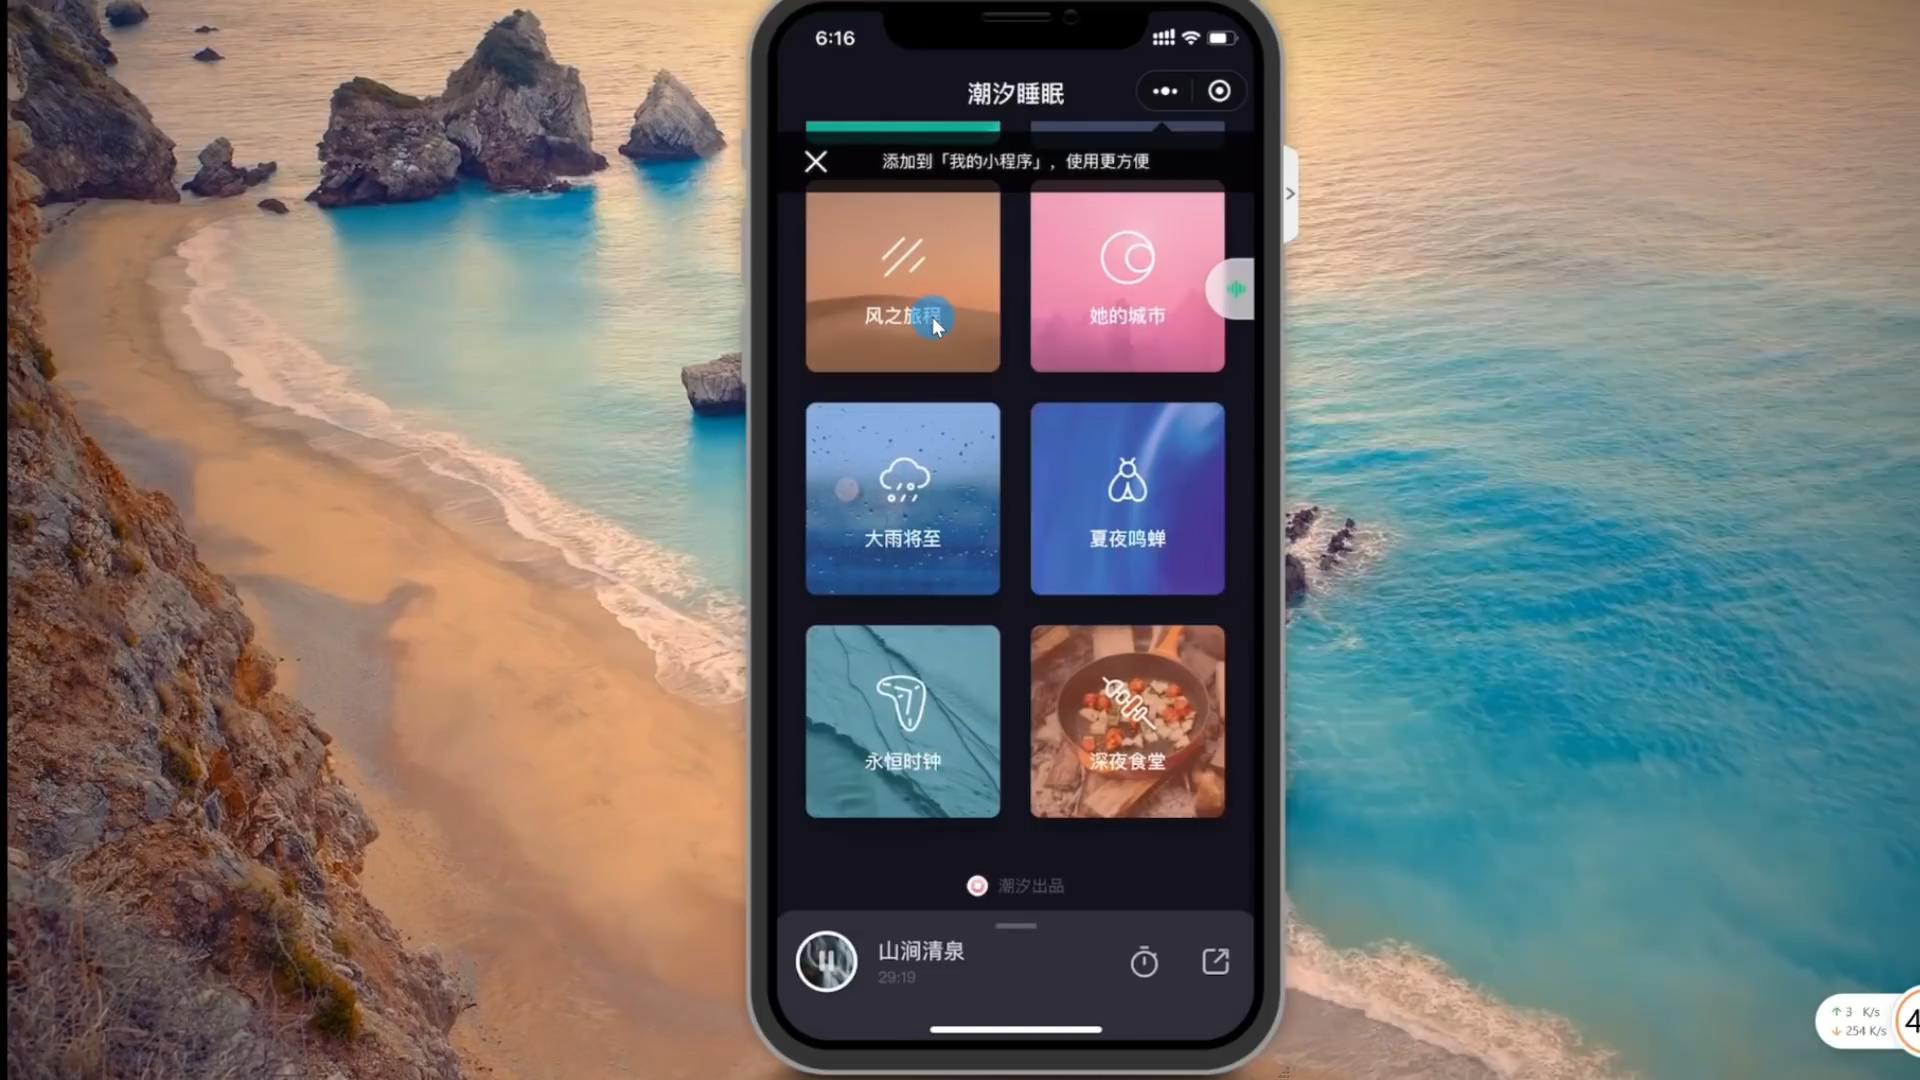 6:16
潮汐睡眠
添加到「我的小程序」，使用更方便
风之旅程
她的城市
大雨将至
夏夜鸣蝉
永恒时钟
深夜食堂
潮汐出品
山涧清泉
29:19
↑ 3 K/s
↓ 254 K/s
4